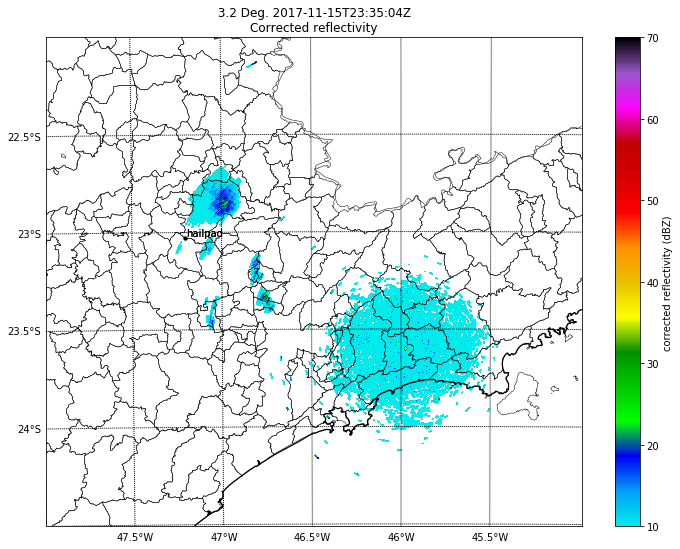 3.2 Deg. 2017-11-15T23:35:04Z
Corrected reflectivity
22.5°S
23°S
23.5°S
24°S
hailpad
47.5°W
47°W
46.5°W
46°W
45.5°W
70
60
50
40
30
20
10
corrected reflectivity (dBZ)